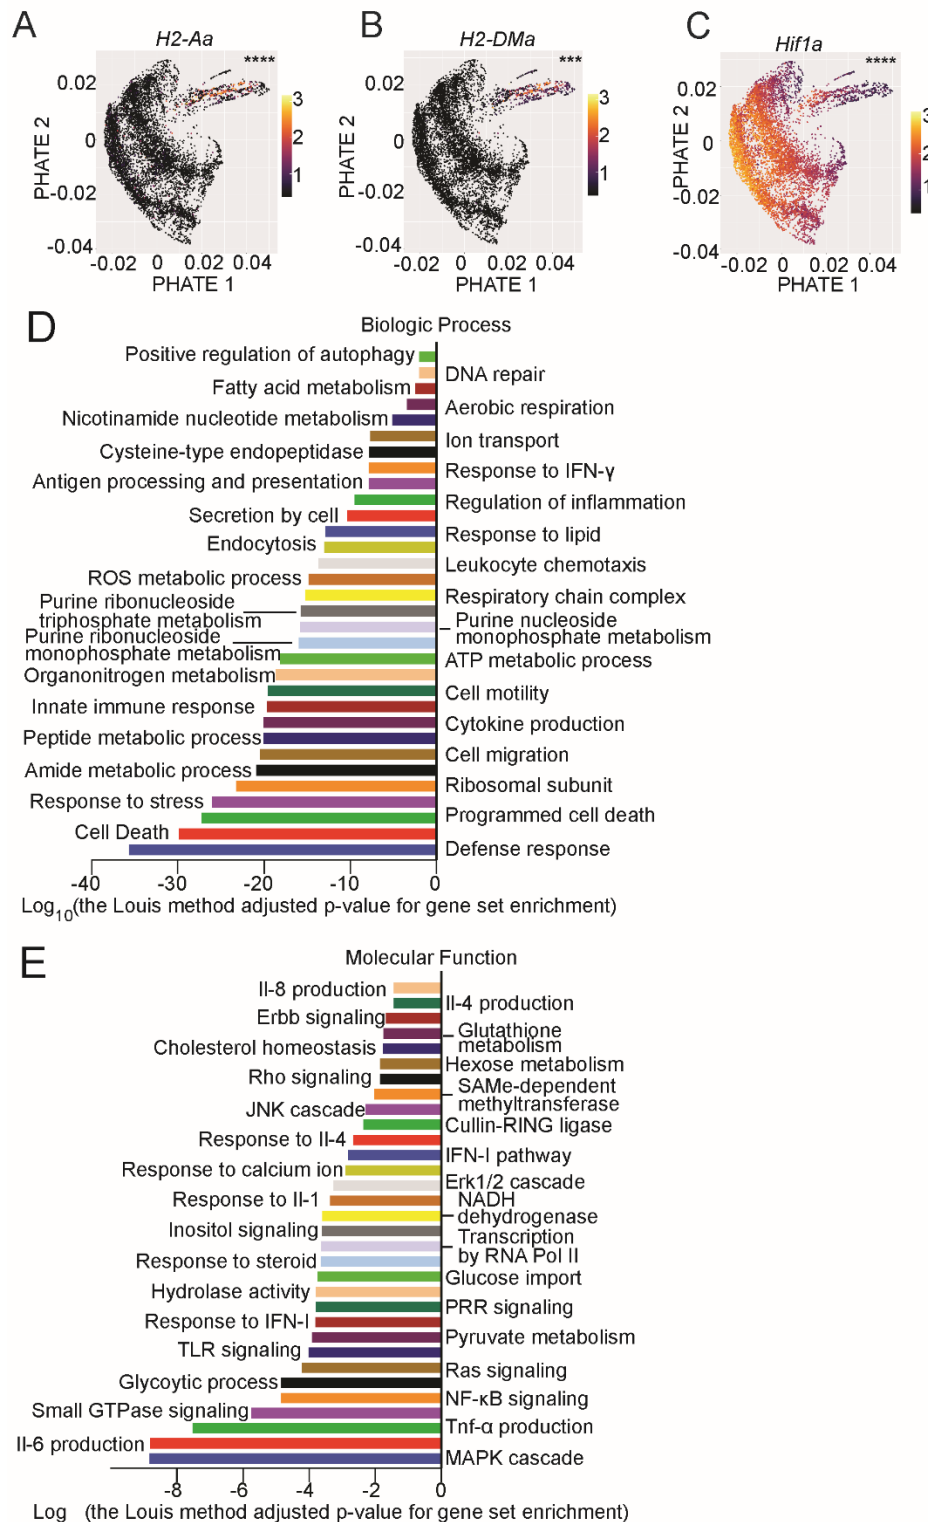 A
B
C
H2-Aa
H2-DMa
Hif1a
****
***
****
0.02
0
-0.02
-0.04
PHATE 2
-0.02 0 0.02 0.04
PHATE 1
3
2
1
0.02
0
-0.02
-0.04
PHATE 2
-0.02 0 0.02 0.04
PHATE 1
3
2
1
0.02
0
-0.02
-0.04
PHATE 2
-0.02 0 0.02 0.04
PHATE 1
3
2
1
D
Biologic Process
Positive regulation of autophagy
DNA repair
Fatty acid metabolism
Aerobic respiration
Nicotinamide nucleotide metabolism
Ion transport
Cysteine-type endopeptidase
Response to IFN-γ
Antigen processing and presentation
Regulation of inflammation
Secretion by cell
Response to lipid
Endocytosis
Leukocyte chemotaxis
ROS metabolic process
Respiratory chain complex
Purine ribonucleoside
triphosphate metabolism
Purine nucleoside
monophosphate metabolism
Purine ribonucleoside
monophosphate metabolism
ATP metabolic process
Organonitrogen metabolism
Cell motility
Innate immune response
Cytokine production
Peptide metabolic process
Cell migration
Amide metabolic process
Ribosomal subunit
Response to stress
Programmed cell death
Cell Death
Defense response
-40 -30 -20 -10 0
Log10(the Louis method adjusted p-value for gene set enrichment)
E
Molecular Function
Il-8 production
Il-4 production
Erbb signaling
Glutathione
metabolism
Cholesterol homeostasis
Hexose metabolism
Rho signaling
SAMe-dependent
methyltransferase
JNK cascade
Cullin-RING ligase
Response to Il-4
IFN-I pathway
Response to calcium ion
Erk1/2 cascade
Response to Il-1
NADH
dehydrogenase
Inositol signaling
Transcription
by RNA Pol II
Response to steroid
Glucose import
Hydrolase activity
PRR signaling
Response to IFN-I
Pyruvate metabolism
TLR signaling
Ras signaling
Glycoytic process
NF-κB signaling
Small GTPase signaling
Tnf-α production
Il-6 production
MAPK cascade
-8 -6 -4 -2 0
Log (the Louis method adjusted p-value for gene set enrichment)